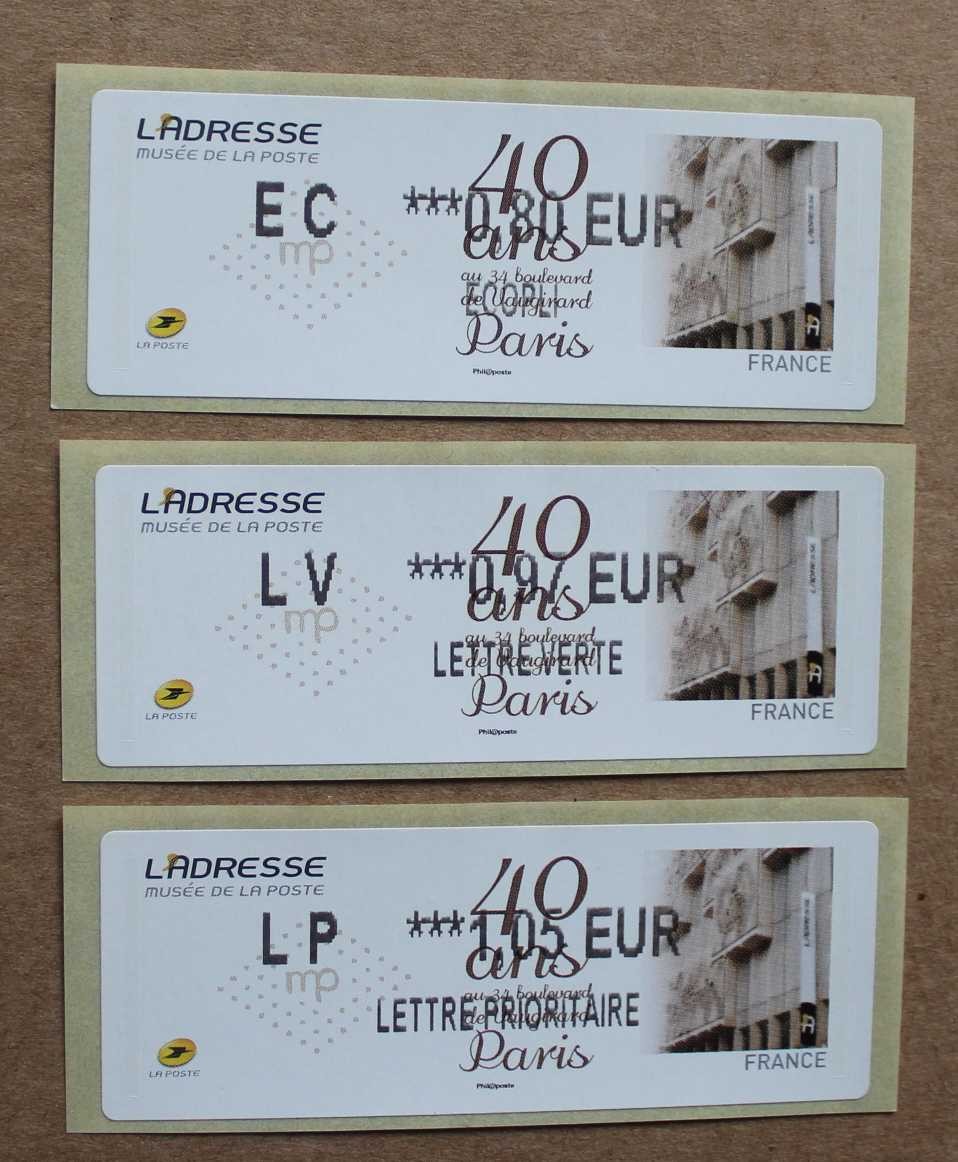 L'ADRESSE
MUSÉE DE LA POSTE
40
EC ***0,80 EUR
ans
mp
au 34 boulevard
ECOPLI
de Vaugirard
Paris
LA POSTE
FRANCE
Phil@poste
L'ADRESSE
L'ADRESSE
MUSÉE DE LA POSTE
40
LV ***0,97 EUR
ans
mp
au 34 boulevard
LETTRE VERTE
de Vaugirard
Paris
LA POSTE
FRANCE
Phil@poste
L'ADRESSE
L'ADRESSE
MUSÉE DE LA POSTE
40
LP ***1,05 EUR
ans
mp
au 34 boulevard
LETTRE PRIORITAIRE
de Vaugirard
Paris
LA POSTE
FRANCE
Phil@poste
L'ADRESSE